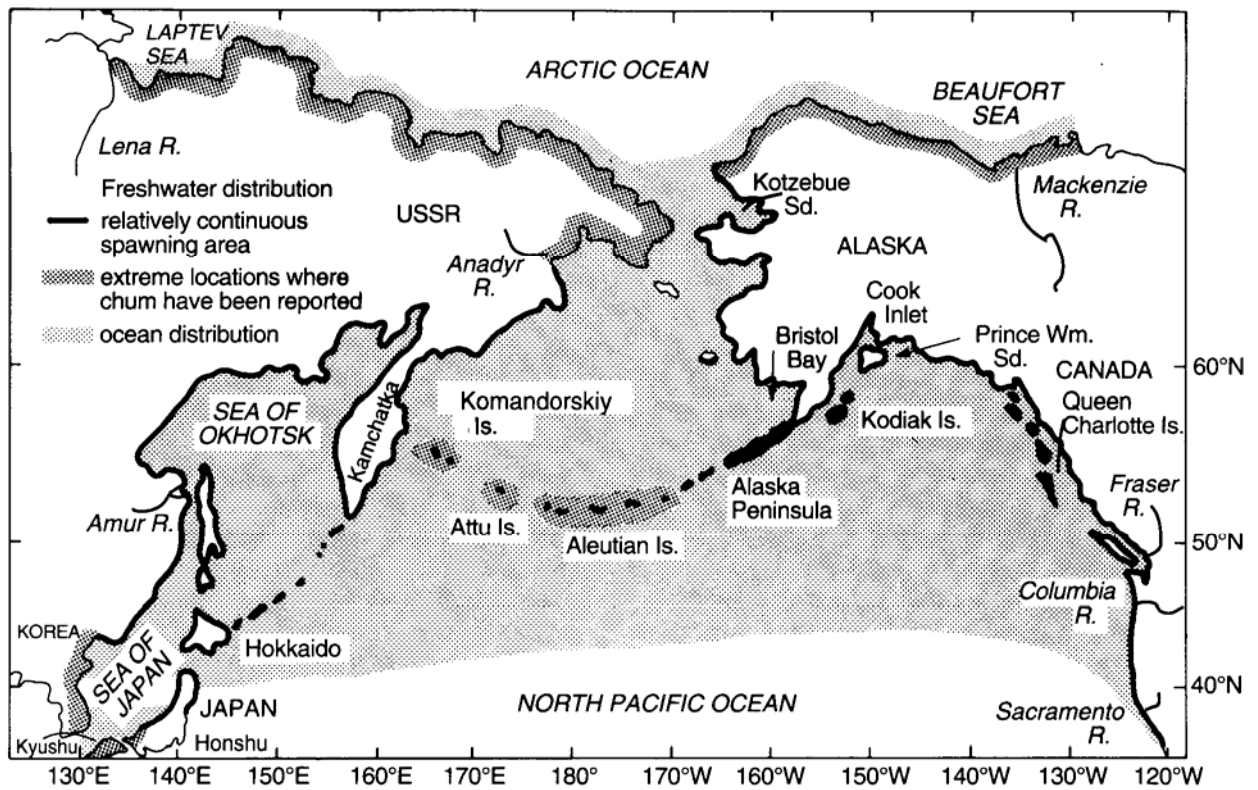 LAPTEV
SEA
ARCTIC OCEAN
BEAUFORT
SEA
Lena R.
Freshwater distribution
relatively continuous
spawning area
extreme locations where
chum have been reported
ocean distribution
USSR
Anadyr
R.
Kotzebue
Sd.
Mackenzie
R.
ALASKA
Cook
Inlet
Bristol
Bay
Prince Wm.
Sd.
60°N
CANADA
Queen
Charlotte Is.
SEA OF
OKHOTSK
Kamchatka
Komandorskiy
Is.
Kodiak Is.
Alaska
Peninsula
Fraser
R.
Amur R.
Attu Is.
Aleutian Is.
50°N
Columbia
R.
KOREA
SEA OF
JAPAN
Hokkaido
40°N
JAPAN
NORTH PACIFIC OCEAN
Sacramento
R.
Kyushu
Honshu
130°E
140°E
150°E
160°E
170°E
180°
170°W
160°W
150°W
140°W
130°W
120°W